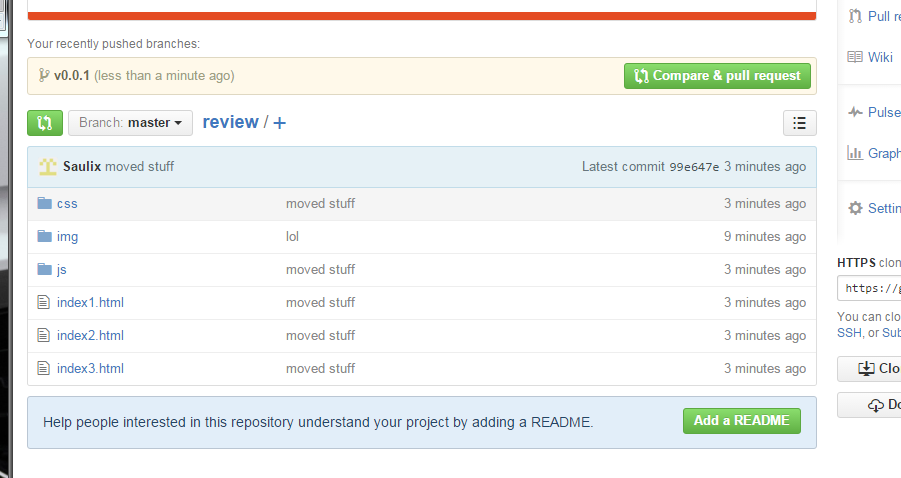 Your recently pushed branches:
v0.0.1 (less than a minute ago)
Compare & pull request
Branch: master
review / +
Saulix moved stuff
Latest commit 99e647e 3 minutes ago
css moved stuff 3 minutes ago
img lol 9 minutes ago
js moved stuff 3 minutes ago
index1.html moved stuff 3 minutes ago
index2.html moved stuff 3 minutes ago
index3.html moved stuff 3 minutes ago
Help people interested in this repository understand your project by adding a README.
Add a README
Pull re
Wiki
Pulse
Graph
Settin
HTTPS clon
https://g
You can clo
SSH, or Sub
Clo
Do